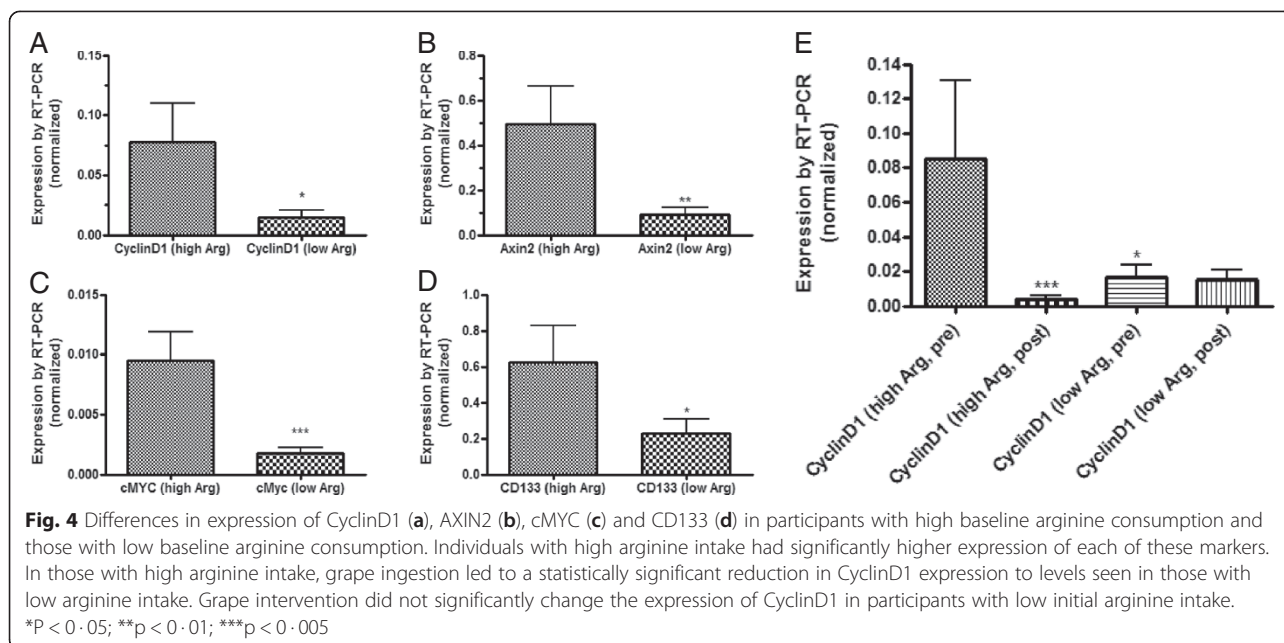 A
Expression by RT-PCR
(normalized)
0.15
0.10
0.05
0.00
CyclinD1 (high Arg)
CyclinD1 (low Arg)
*
B
Expression by RT-PCR
(normalized)
0.8
0.6
0.4
0.2
0.0
Axin2 (high Arg)
Axin2 (low Arg)
**
C
Expression by RT-PCR
(normalized)
0.015
0.010
0.005
0.000
cMYC (high Arg)
cMyc (low Arg)
***
D
Expression by RT-PCR
(normalized)
1.0
0.8
0.6
0.4
0.2
0.0
CD133 (high Arg)
CD133 (low Arg)
*
E
Expression by RT-PCR
(normalized)
0.14
0.12
0.10
0.08
0.06
0.04
0.02
0.00
***
*
CyclinD1 (high Arg, pre)
CyclinD1 (high Arg, post)
CyclinD1 (low Arg, pre)
CyclinD1 (low Arg, post)
Fig. 4 Differences in expression of CyclinD1 (a), AXIN2 (b), cMYC (c) and CD133 (d) in participants with high baseline arginine consumption and
those with low baseline arginine consumption. Individuals with high arginine intake had significantly higher expression of each of these markers.
In those with high arginine intake, grape ingestion led to a statistically significant reduction in CyclinD1 expression to levels seen in those with
low arginine intake. Grape intervention did not significantly change the expression of CyclinD1 in participants with low initial arginine intake.
*P < 0·05; **p < 0·01; ***p < 0·005